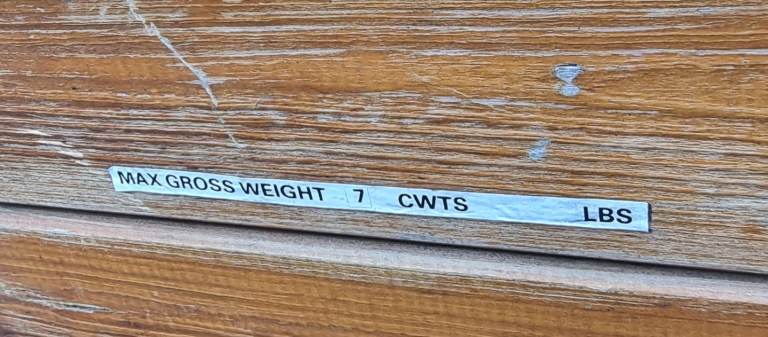 MAX GROSS WEIGHT 7 CWTS LBS